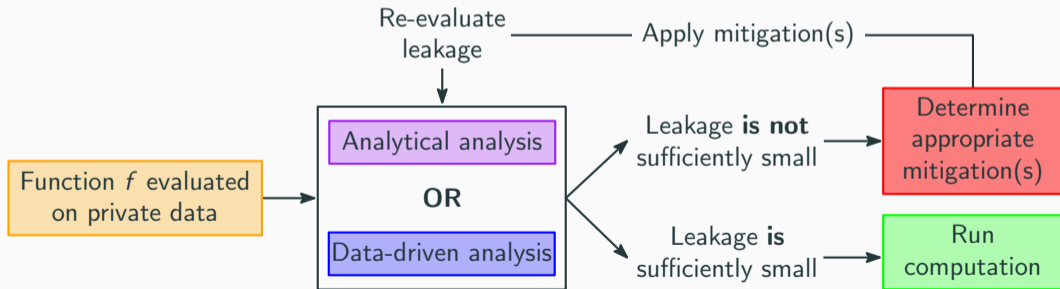 Re-evaluate
leakage
Apply mitigation(s)
Function f evaluated
on private data
Analytical analysis
OR
Data-driven analysis
Leakage is not
sufficiently small
Determine
appropriate
mitigation(s)
Leakage is
sufficiently small
Run
computation